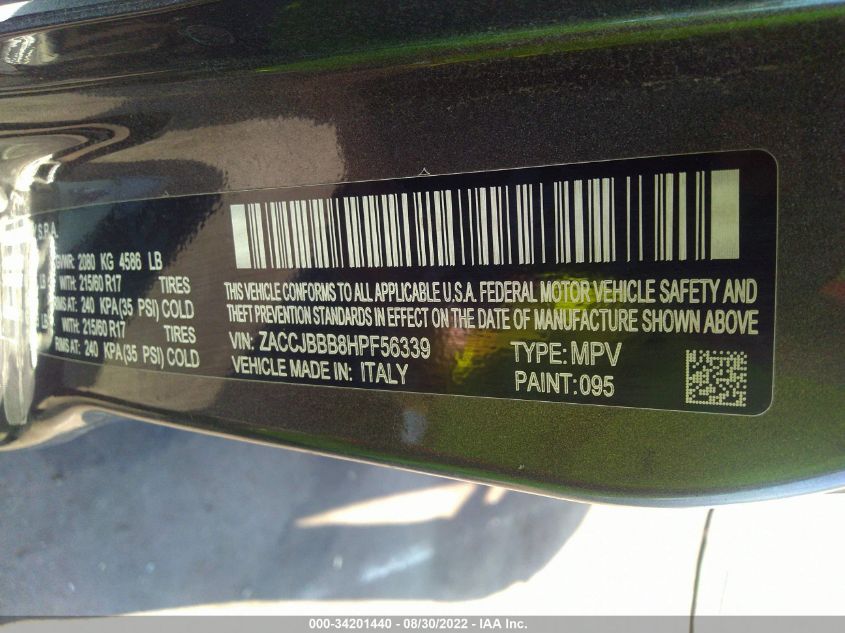 .S.P.A.
GVWR: 2080 KG 4586 LB
WITH: 215/60 R17 TIRES
RIMS AT: 240 KPA(35 PSI) COLD
WITH: 215/60 R17 TIRES
RIMS AT: 240 KPA(35 PSI) COLD
THIS VEHICLE CONFORMS TO ALL APPLICABLE U.S.A. FEDERAL MOTOR VEHICLE SAFETY AND
THEFT PREVENTION STANDARDS IN EFFECT ON THE DATE OF MANUFACTURE SHOWN ABOVE
VIN: ZACCJBBB8HPF56339 TYPE: MPV
VEHICLE MADE IN: ITALY PAINT: 095
000-34201440 - 08/30/2022 - IAA Inc.